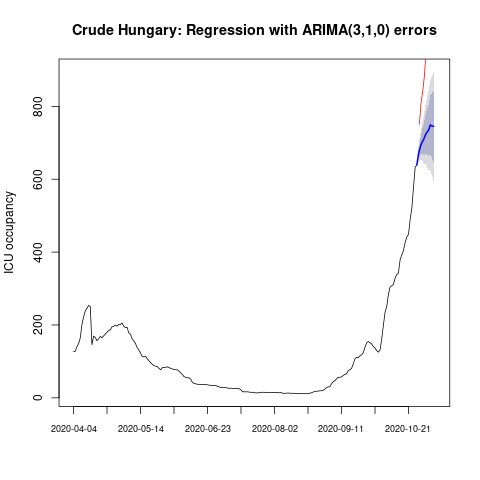 Crude Hungary: Regression with ARIMA(3,1,0) errors
ICU occupancy
800
600
400
200
0
2020-04-04 2020-05-14 2020-06-23 2020-08-02 2020-09-11 2020-10-21